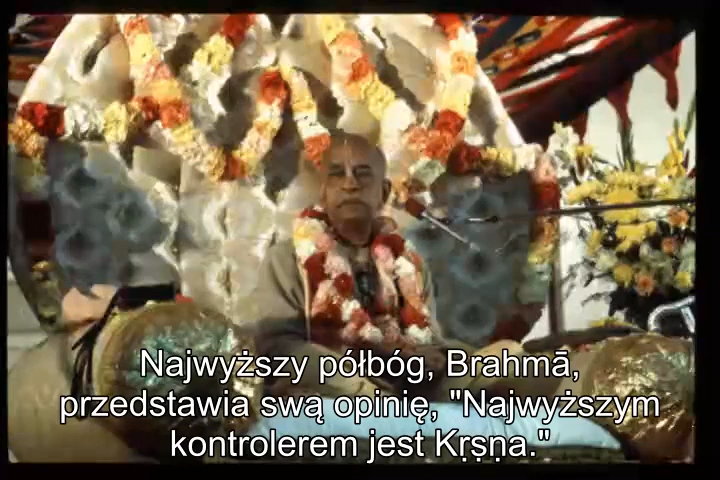 Najwyższy półbóg, Brahmā,
przedstawia swą opinię, "Najwyższym
kontrolerem jest Kṛṣṇa."